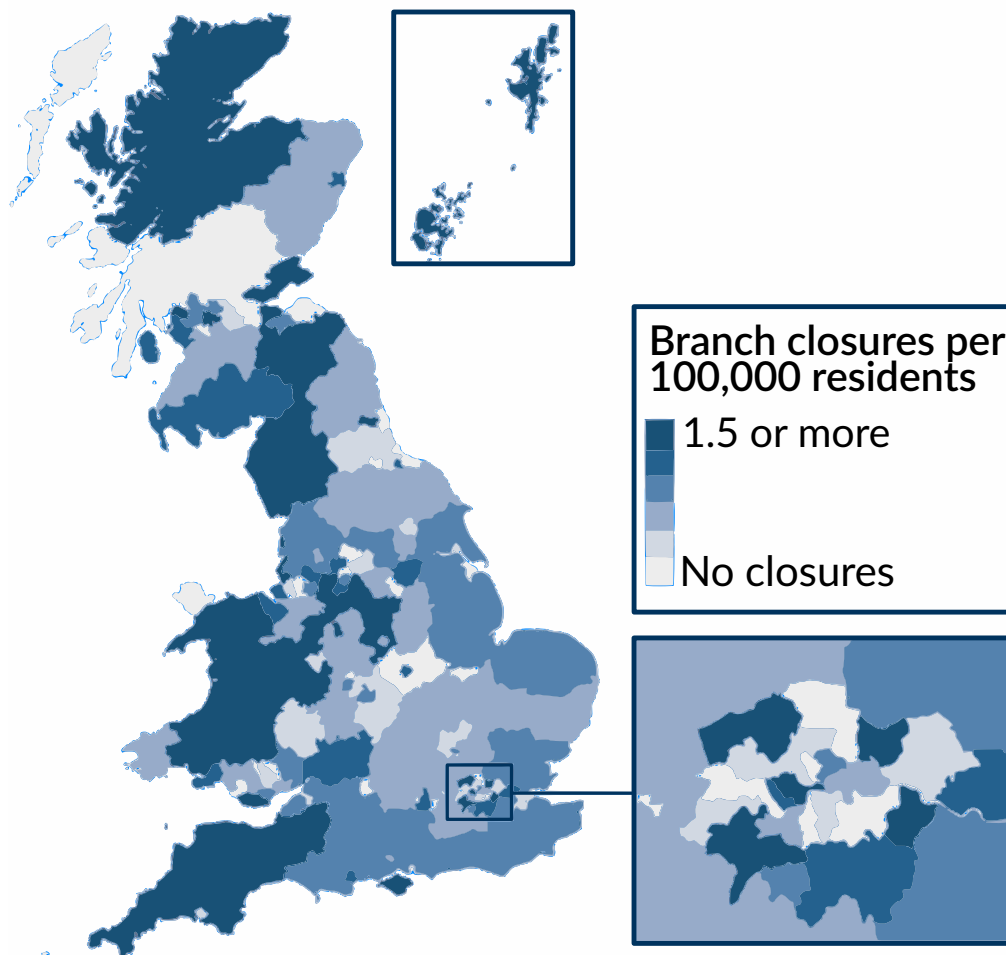 Branch closures per
100,000 residents
1.5 or more
No closures